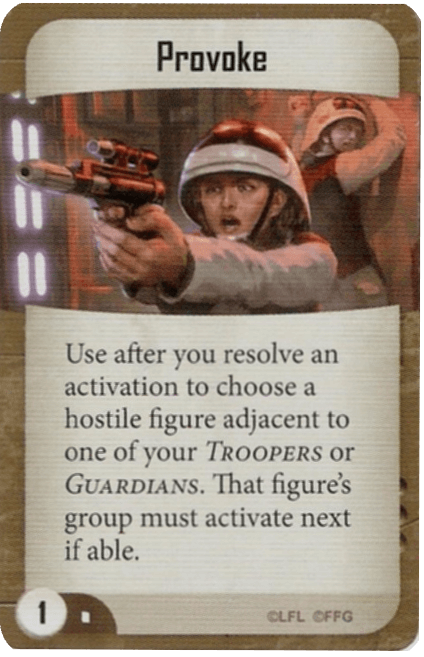 Provoke
Use after you resolve an
activation to choose a
hostile figure adjacent to
one of your TROOPERS or
GUARDIANS. That figure's
group must activate next
if able.
1
©LFL ©FFG